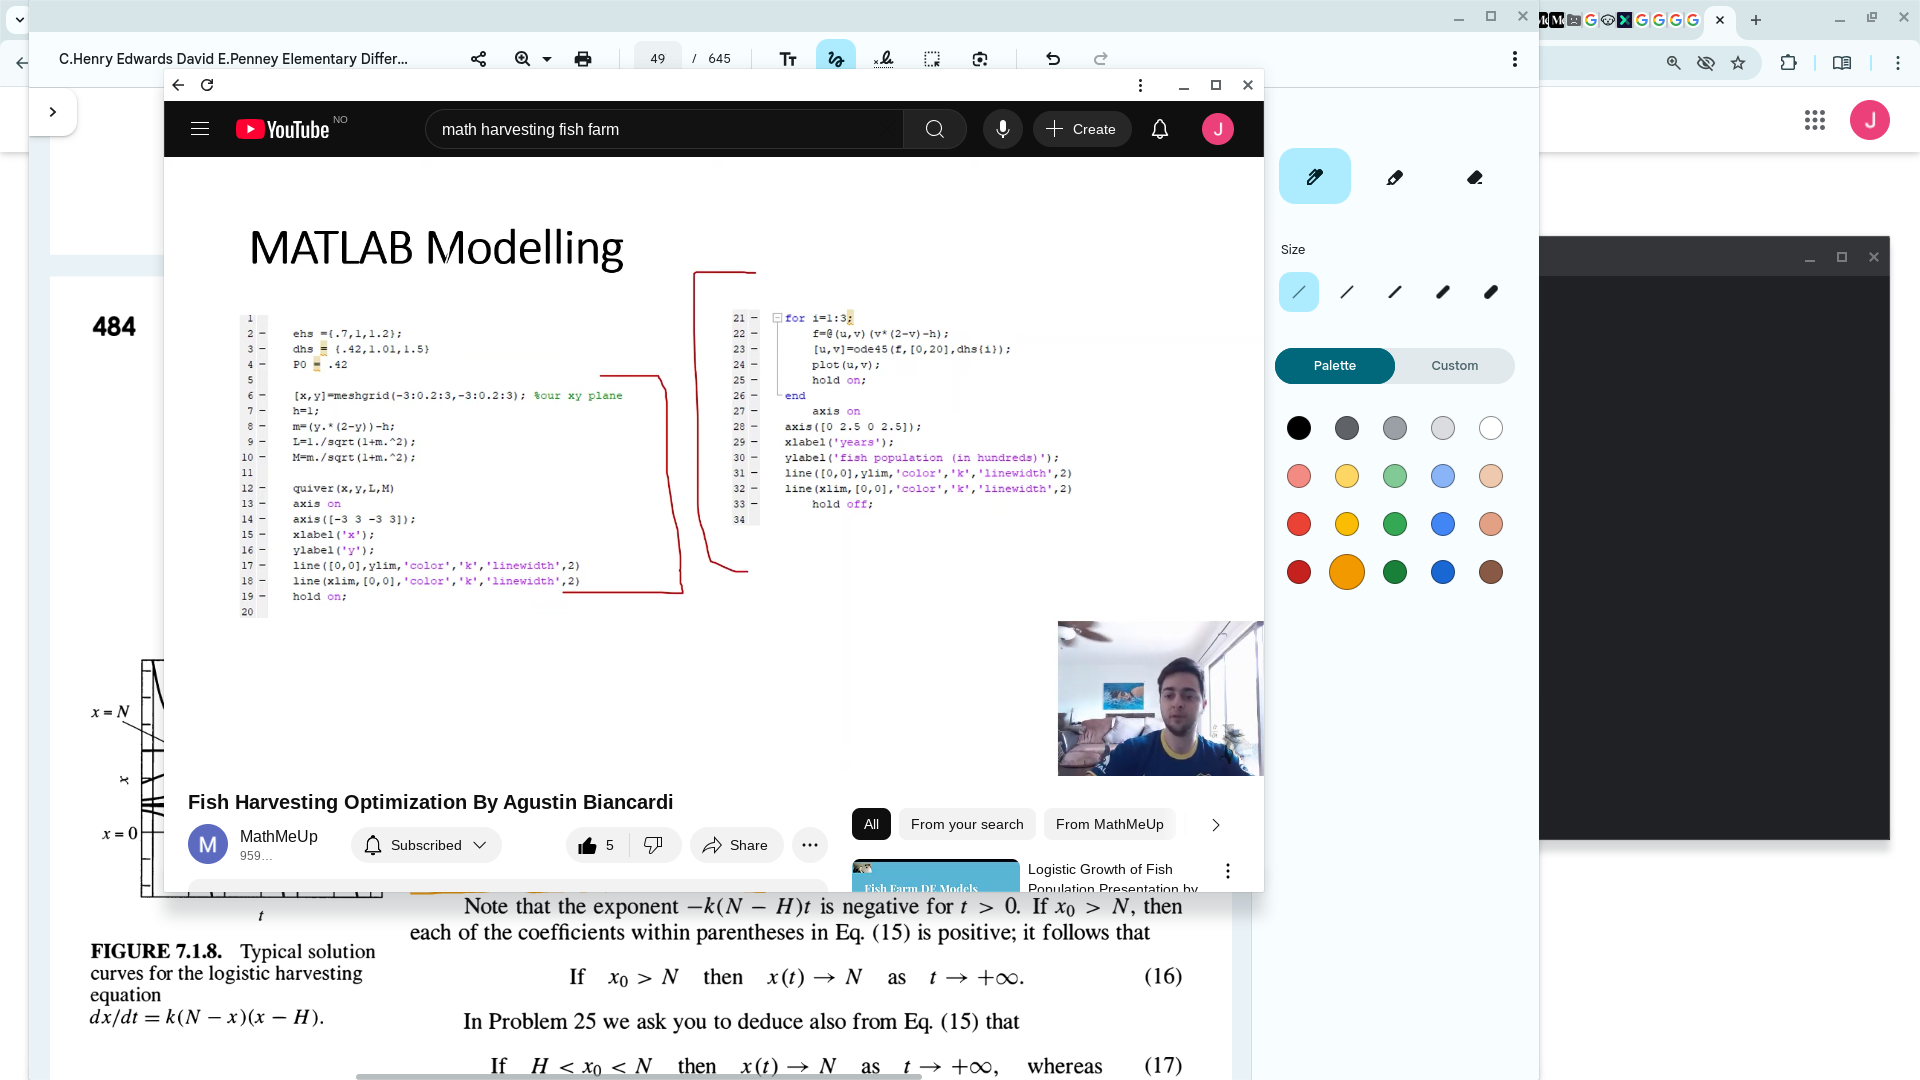 C.Henry Edwards David E.Penney Elementary Differ...
49 / 645
YouTube NO
math harvesting fish farm
Create
J
J
MATLAB Modelling
1
2 – ehs ={.7,1,1.2};
3 – dhs = {.42,1.01,1.5}
4 – P0 = .42
5
6 – [x,y]=meshgrid(-3:0.2:3,-3:0.2:3); %our xy plane
7 – h=1;
8 – m=(y.*(2-y))-h;
9 – L=1./sqrt(1+m.^2);
10 – M=m./sqrt(1+m.^2);
11
12 – quiver(x,y,L,M)
13 – axis on
14 – axis([-3 3 -3 3]);
15 – xlabel('x');
16 – ylabel('y');
17 – line([0,0],ylim,'color','k','linewidth',2)
18 – line(xlim,[0,0],'color','k','linewidth',2)
19 – hold on;
20
21 – for i=1:3;
22 – f=@(u,v)(v*(2-v)-h);
23 – [u,v]=ode45(f,[0,20],dhs{i});
24 – plot(u,v);
25 – hold on;
26 – end
27 – axis on
28 – axis([0 2.5 0 2.5]);
29 – xlabel('years');
30 – ylabel('fish population (in hundreds)');
31 – line([0,0],ylim,'color','k','linewidth',2)
32 – line(xlim,[0,0],'color','k','linewidth',2)
33 – hold off;
34
Fish Harvesting Optimization By Agustin Biancardi
M
MathMeUp
959...
Subscribed
5
Share
All
From your search
From MathMeUp
Fish Farm DE Models
Logistic Growth of Fish
Population Presentation by
Size
Palette
Custom
484
x = N
x
x = 0
t
FIGURE 7.1.8. Typical solution
curves for the logistic harvesting
equation
dx/dt = k(N − x)(x − H).
Note that the exponent −k(N − H)t is negative for t > 0. If x₀ > N, then
each of the coefficients within parentheses in Eq. (15) is positive; it follows that
If x₀ > N then x(t) → N as t → +∞. (16)
In Problem 25 we ask you to deduce also from Eq. (15) that
If H < x₀ < N then x(t) → N as t → +∞, whereas (17)